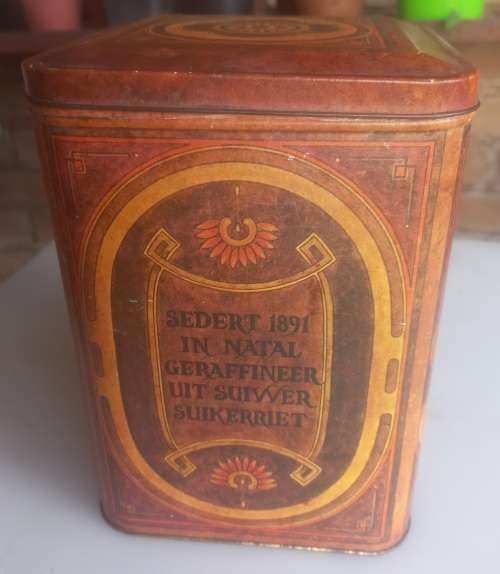 SEDERT 1891
IN NATAL
GERAFFINEER
UIT SUIWER
SUIKERRIET